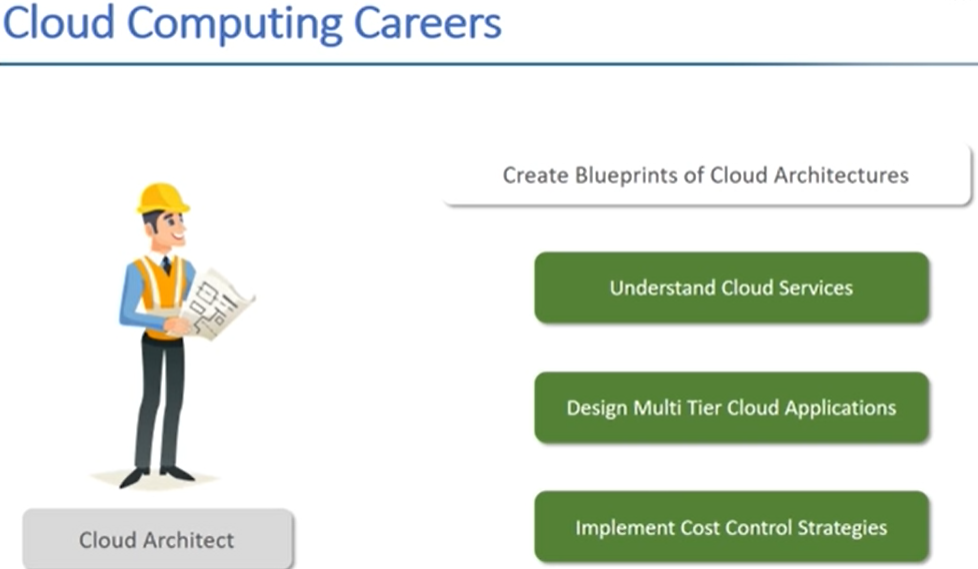 Cloud Computing Careers
Create Blueprints of Cloud Architectures
Understand Cloud Services
Design Multi Tier Cloud Applications
Implement Cost Control Strategies
Cloud Architect